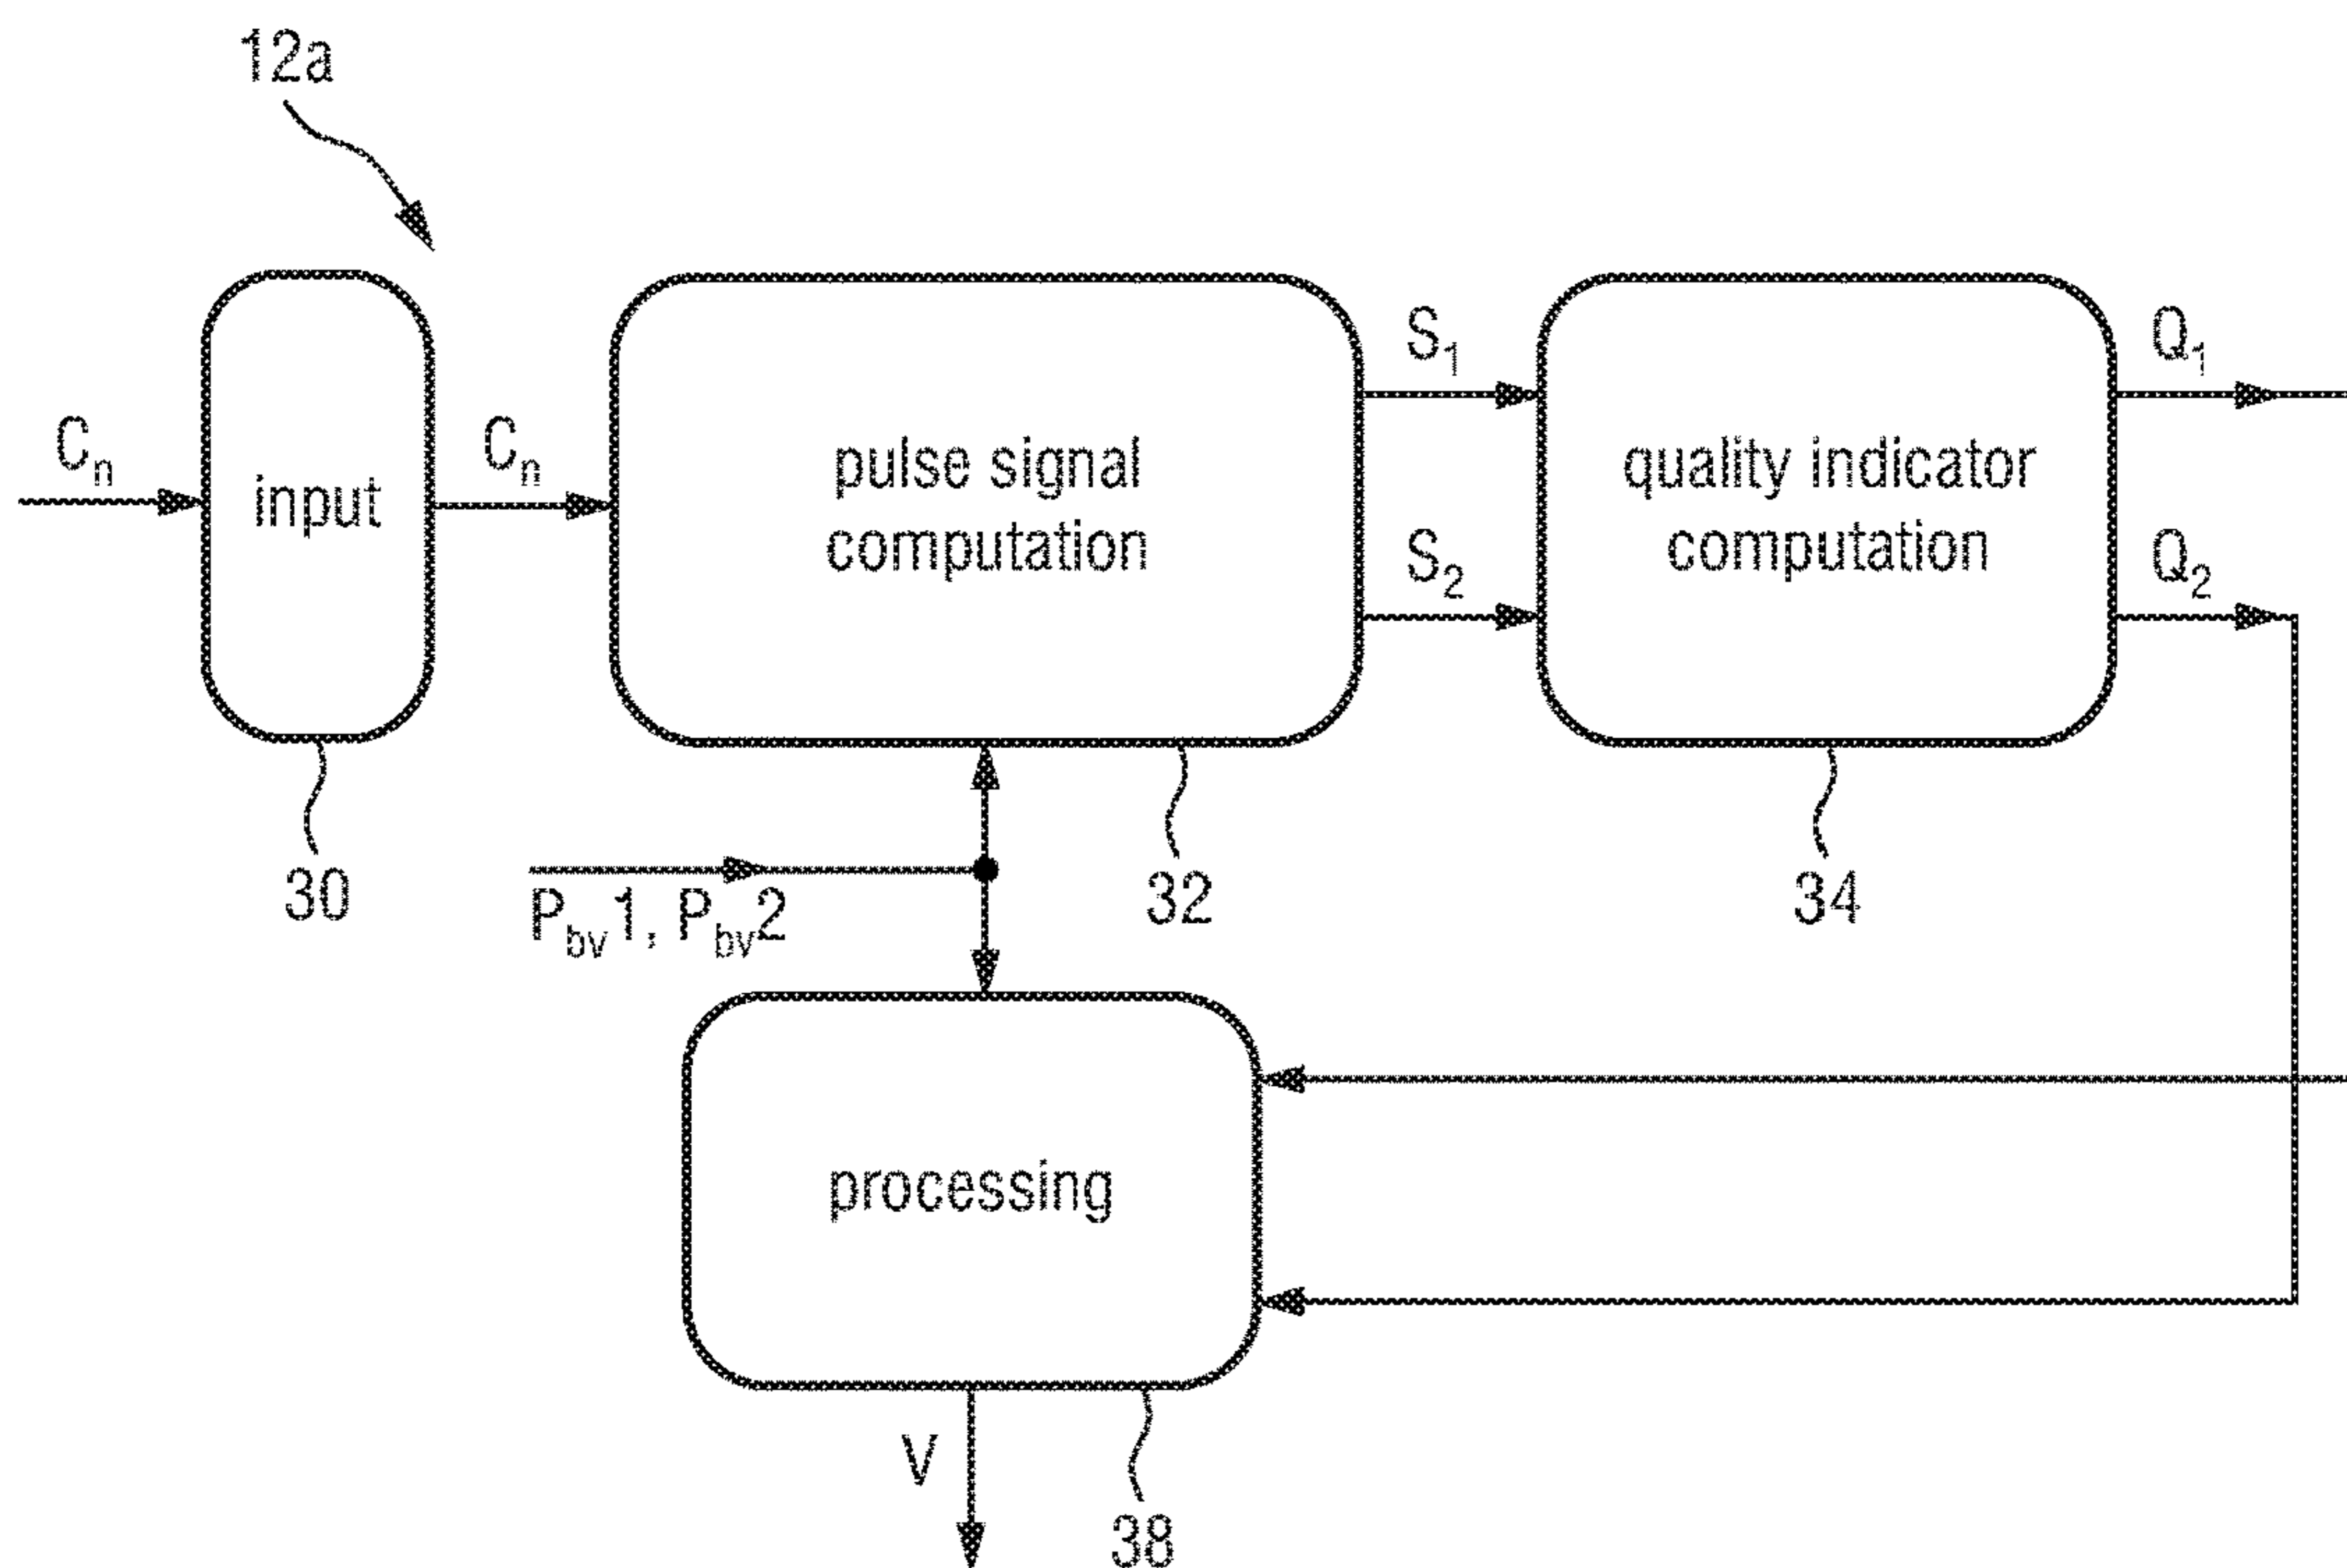 12a
C_n
input
C_n
pulse signal
computation
S_1
S_2
quality indicator
computation
Q_1
Q_2
30
32
34
P_bv1, P_bv2
processing
V
38